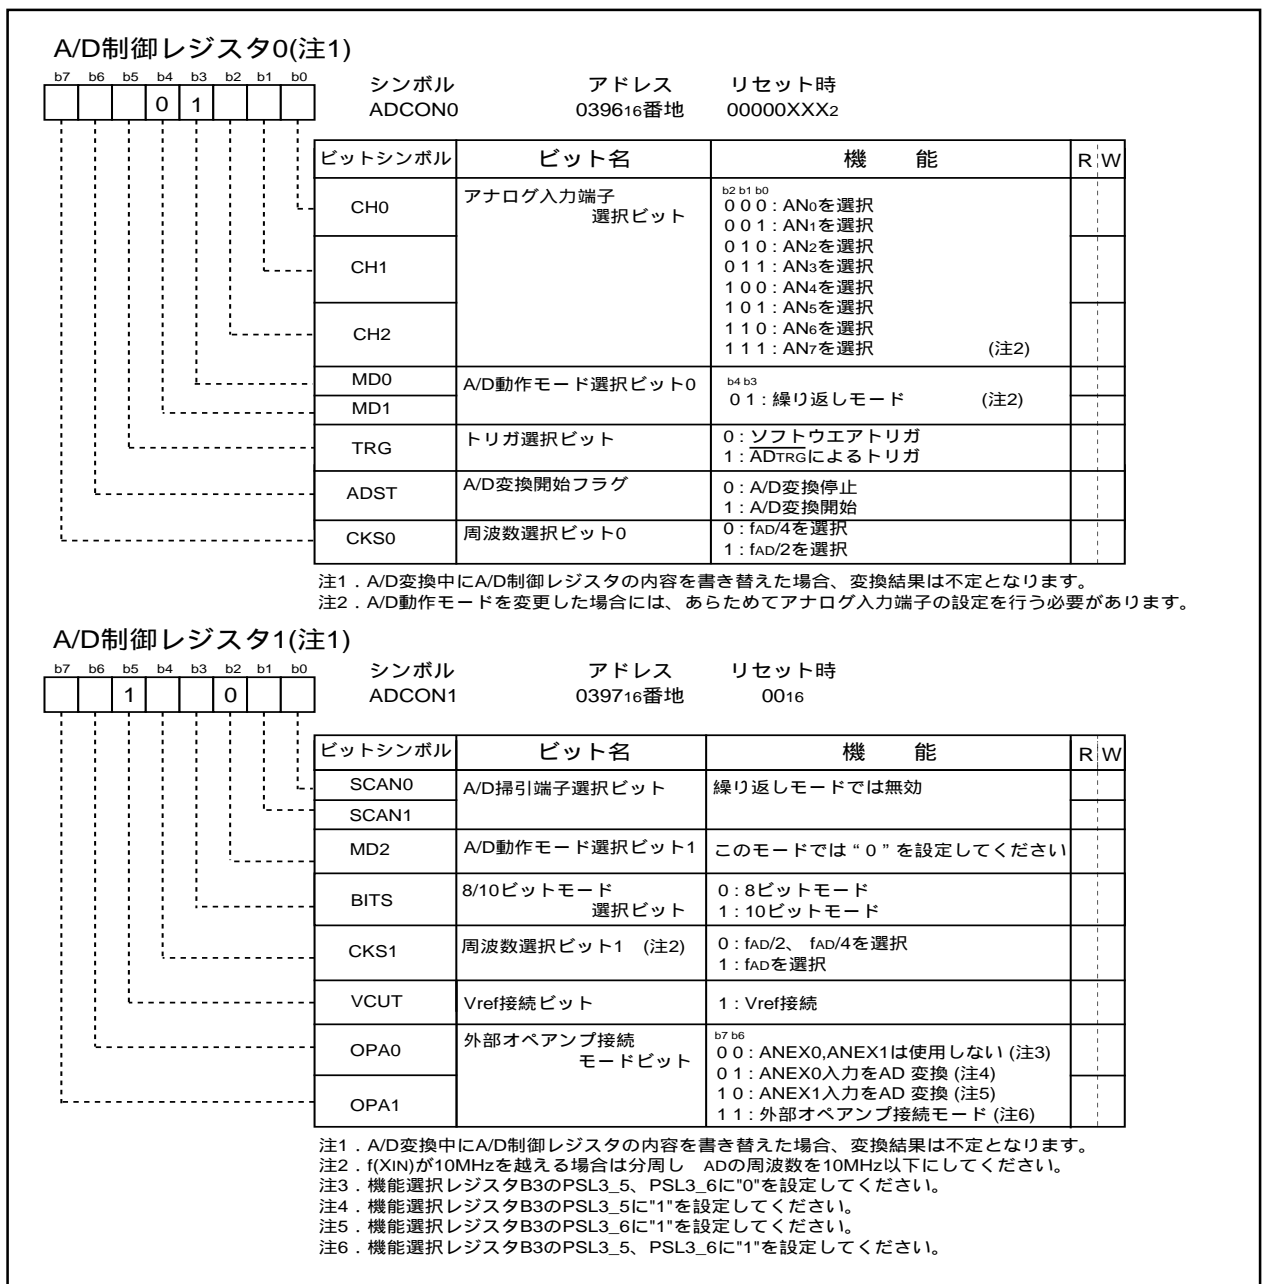 A/D制御レジスタ0(注1)
b7 b6 b5 b4 b3 b2 b1 b0
0 1
シンボル アドレス リセット時
ADCON0 039616番地 00000XXX2
ビットシンボル ビット名 機 能 R W
CH0
CH1
CH2
アナログ入力端子
選択ビット
b2 b1 b0
0 0 0 : AN0を選択
0 0 1 : AN1を選択
0 1 0 : AN2を選択
0 1 1 : AN3を選択
1 0 0 : AN4を選択
1 0 1 : AN5を選択
1 1 0 : AN6を選択
1 1 1 : AN7を選択 (注2)
MD0
MD1
A/D動作モード選択ビット0
b4 b3
0 1 : 繰り返しモード (注2)
TRG トリガ選択ビット
0 : ソフトウエアトリガ
1 : ADTRGによるトリガ
ADST A/D変換開始フラグ
0 : A/D変換停止
1 : A/D変換開始
CKS0 周波数選択ビット0
0 : fAD/4を選択
1 : fAD/2を選択
注1．A/D変換中にA/D制御レジスタの内容を書き替えた場合、変換結果は不定となります。
注2．A/D動作モードを変更した場合には、あらためてアナログ入力端子の設定を行う必要があります。
A/D制御レジスタ1(注1)
b7 b6 b5 b4 b3 b2 b1 b0
1 0
シンボル アドレス リセット時
ADCON1 039716番地 0016
ビットシンボル ビット名 機 能 R W
SCAN0
SCAN1
A/D掃引端子選択ビット 繰り返しモードでは無効
MD2 A/D動作モード選択ビット1 このモードでは“ 0 ” を設定してください
BITS
8/10ビットモード
選択ビット
0 : 8ビットモード
1 : 10ビットモード
CKS1 周波数選択ビット1 (注2)
0 : fAD/2、 fAD/4を選択
1 : fADを選択
VCUT Vref接続ビット 1 : Vref接続
OPA0
OPA1
外部オペアンプ接続
モードビット
b7 b6
0 0 : ANEX0,ANEX1は使用しない (注3)
0 1 : ANEX0入力をAD 変換 (注4)
1 0 : ANEX1入力をAD 変換 (注5)
1 1 : 外部オペアンプ接続モード (注6)
注1．A/D変換中にA/D制御レジスタの内容を書き替えた場合、変換結果は不定となります。
注2．f(XIN)が10MHzを越える場合は分周し ADの周波数を10MHz以下にしてください。
注3．機能選択レジスタB3のPSL3_5、PSL3_6に"0"を設定してください。
注4．機能選択レジスタB3のPSL3_5に"1"を設定してください。
注5．機能選択レジスタB3のPSL3_6に"1"を設定してください。
注6．機能選択レジスタB3のPSL3_5、PSL3_6に"1"を設定してください。